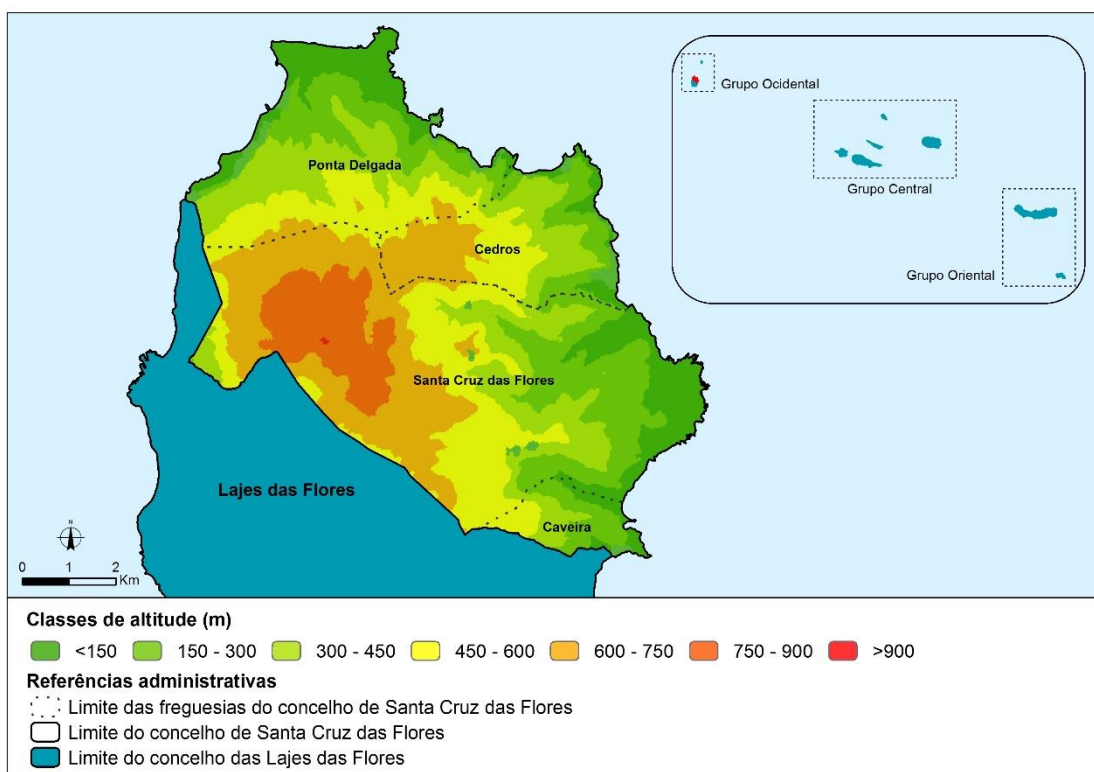 Grupo Ocidental
Grupo Central
Grupo Oriental
Ponta Delgada
Cedros
Santa Cruz das Flores
Lajes das Flores
Caveira
N
0 1 2
Km
Classes de altitude (m)
<150 150 - 300 300 - 450 450 - 600 600 - 750 750 - 900 >900
Referências administrativas
Limite das freguesias do concelho de Santa Cruz das Flores
Limite do concelho de Santa Cruz das Flores
Limite do concelho das Lajes das Flores